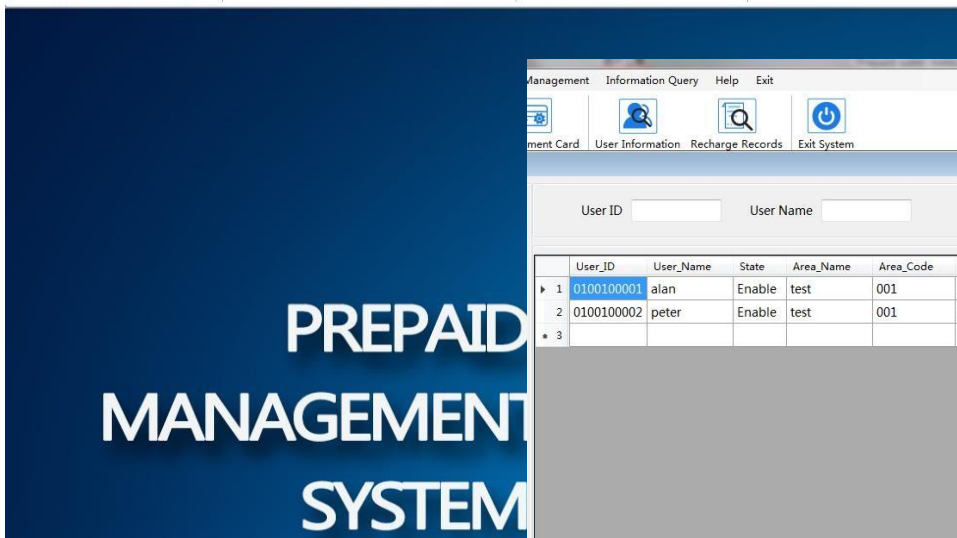 PREPAID
MANAGEMENT
SYSTEM
Management Information Query Help Exit
ment Card User Information Recharge Records Exit System
User ID User Name
User_ID User_Name State Area_Name Area_Code
1 0100100001 alan Enable test 001
2 0100100002 peter Enable test 001
3